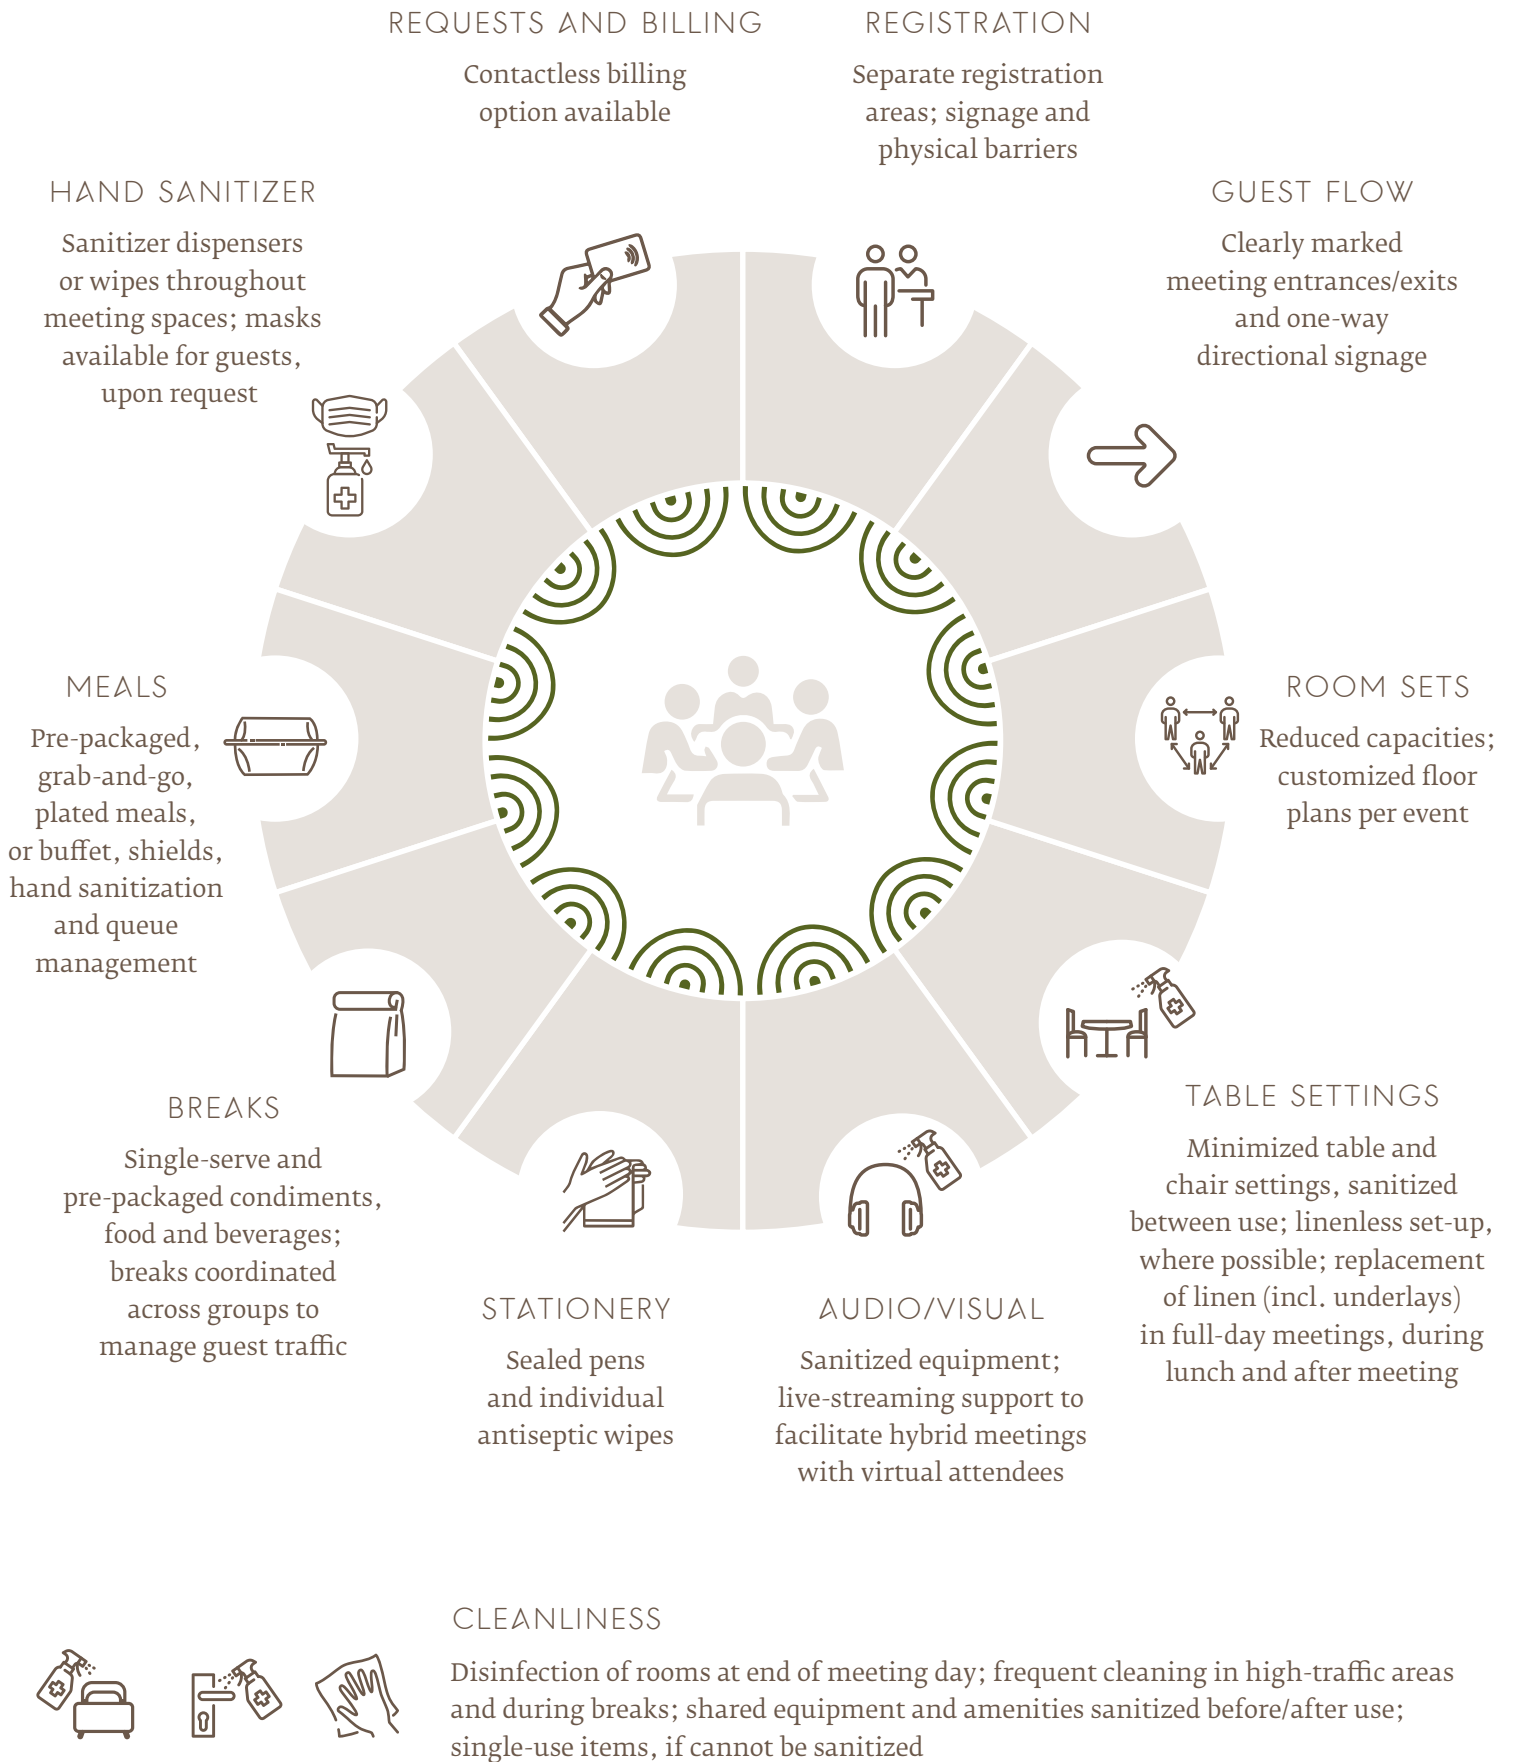 REQUESTS AND BILLING
Contactless billing
option available
REGISTRATION
Separate registration
areas; signage and
physical barriers
HAND SANITIZER
Sanitizer dispensers
or wipes throughout
meeting spaces; masks
available for guests,
upon request
GUEST FLOW
Clearly marked
meeting entrances/exits
and one-way
directional signage
MEALS
Pre-packaged,
grab-and-go,
plated meals,
or buffet, shields,
hand sanitization
and queue
management
ROOM SETS
Reduced capacities;
customized floor
plans per event
BREAKS
Single-serve and
pre-packaged condiments,
food and beverages;
breaks coordinated
across groups to
manage guest traffic
TABLE SETTINGS
Minimized table and
chair settings, sanitized
between use; linenless set-up,
where possible; replacement
of linen (incl. underlays)
in full-day meetings, during
lunch and after meeting
STATIONERY
Sealed pens
and individual
antiseptic wipes
AUDIO/VISUAL
Sanitized equipment;
live-streaming support to
facilitate hybrid meetings
with virtual attendees
CLEANLINESS
Disinfection of rooms at end of meeting day; frequent cleaning in high-traffic areas
and during breaks; shared equipment and amenities sanitized before/after use;
single-use items, if cannot be sanitized